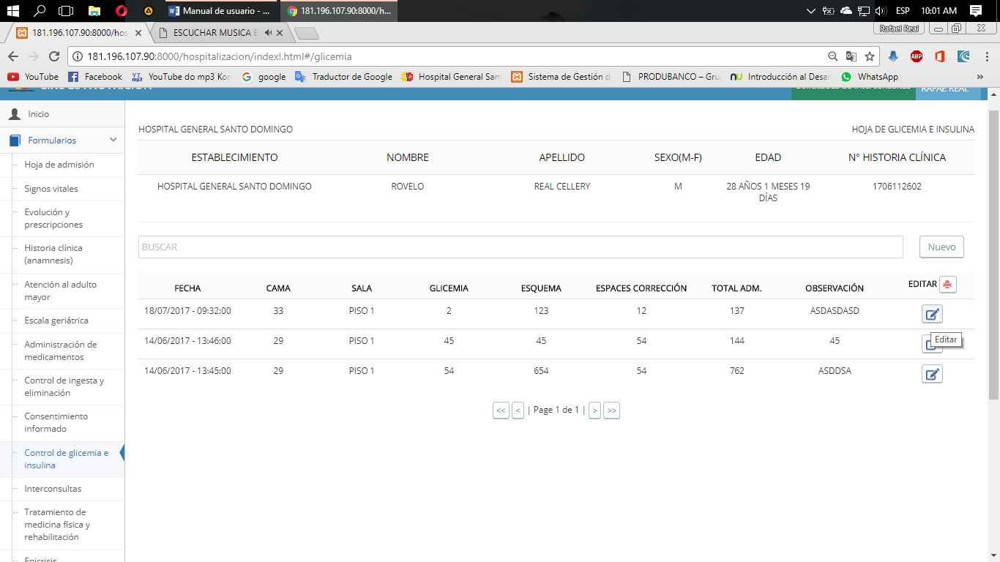 Manual de usuario - ...
181.196.107.90:8000/h...
ESP
10:01 AM
181.196.107.90:8000/hos
ESCUCHAR MUSICA
Rafael Real
181.196.107.90:8000/hospitalizacion/index!.html#/glicemia
YouTube
Facebook
YouTube do mp3 Kon
google
Traductor de Google
Hospital General Sant
Sistema de Gestión d
PRODUBANCO – Gru
Introducción al Desar
WhatsApp
»
RAFAE REAL
Inicio
Formularios
Hoja de admisión
Signos vitales
Evolución y
prescripciones
Historia clínica
(anamnesis)
Atención al adulto
mayor
Escala geriátrica
Administración de
medicamentos
Control de ingesta y
eliminación
Consentimiento
informado
Control de glicemia e
insulina
Interconsultas
Tratamiento de
medicina física y
rehabilitación
Epicrisis
HOSPITAL GENERAL SANTO DOMINGO HOJA DE GLICEMIA E INSULINA
ESTABLECIMIENTO NOMBRE APELLIDO SEXO(M-F) EDAD N° HISTORIA CLÍNICA
HOSPITAL GENERAL SANTO DOMINGO ROVELO REAL CELLERY M 28 AÑOS 1 MESES 19 1706112602
DÍAS
BUSCAR Nuevo
FECHA CAMA SALA GLICEMIA ESQUEMA ESPACES CORRECCIÓN TOTAL ADM. OBSERVACIÓN EDITAR
18/07/2017 - 09:32:00 33 PISO 1 2 123 12 137 ASDASDASD
14/06/2017 - 13:46:00 29 PISO 1 45 45 54 144 45
Editar
14/06/2017 - 13:45:00 29 PISO 1 54 654 54 762 ASDDSA
<< < | Page 1 de 1 | > >>